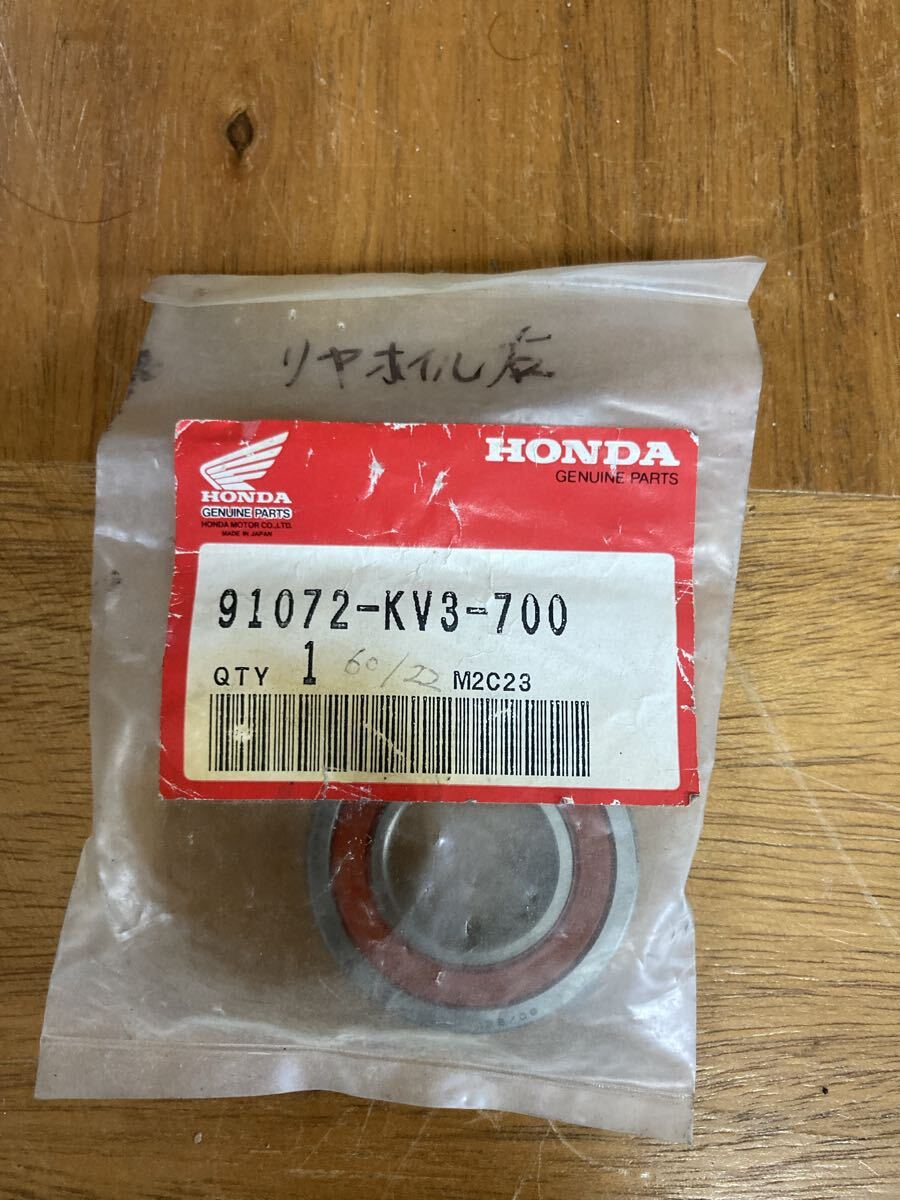 リヤホイル左
HONDA
GENUINE PARTS
HONDA MOTOR CO.,LTD.
MADE IN JAPAN
HONDA
GENUINE PARTS
91072-KV3-700
QTY 1 60/22 M2C23